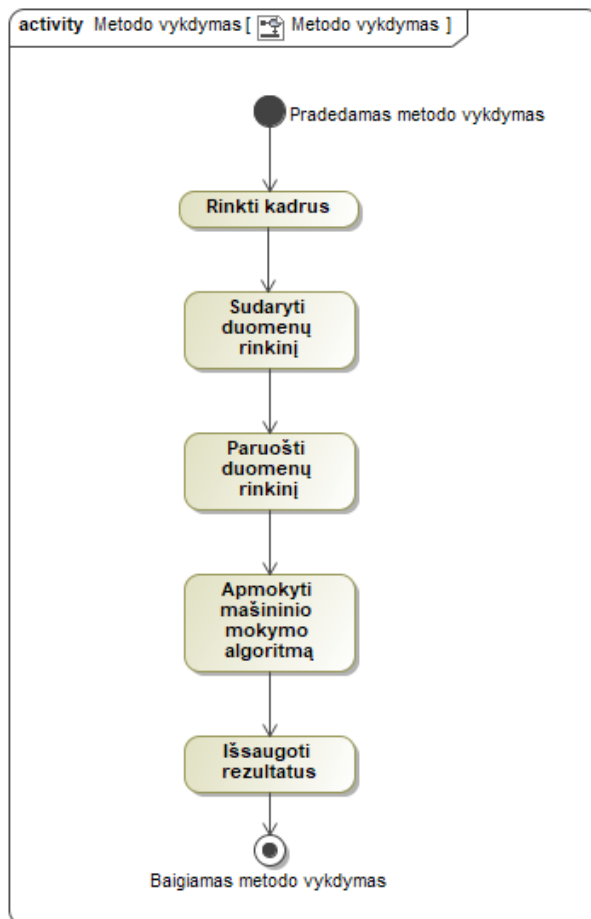 activity Metodo vykdymas [ Metodo vykdymas ]
Pradedamas metodo vykdymas
Rinkti kadrus
Sudaryti
duomenų
rinkinį
Paruošti
duomenų
rinkinį
Apmokyti
mašininio
mokymo
algoritmą
Išsaugoti
rezultatus
Baigiamas metodo vykdymas